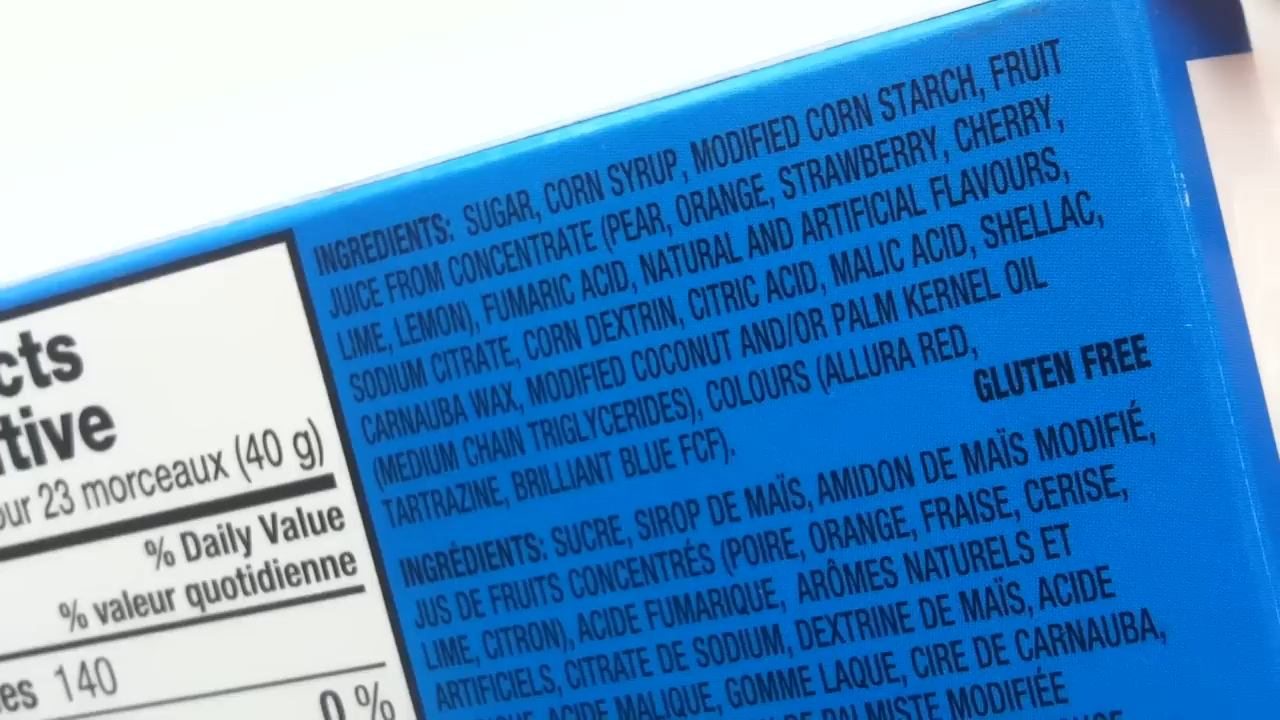 cts
tive
ur 23 morceaux (40 g)
% Daily Value
% valeur quotidienne
es 140
0 %
INGREDIENTS: SUGAR, CORN SYRUP, MODIFIED CORN STARCH, FRUIT
JUICE FROM CONCENTRATE (PEAR, ORANGE, STRAWBERRY, CHERRY,
LIME, LEMON), FUMARIC ACID, NATURAL AND ARTIFICIAL FLAVOURS,
SODIUM CITRATE, CORN DEXTRIN, CITRIC ACID, MALIC ACID, SHELLAC,
CARNAUBA WAX, MODIFIED COCONUT AND/OR PALM KERNEL OIL
(MEDIUM CHAIN TRIGLYCERIDES), COLOURS (ALLURA RED,
TARTRAZINE, BRILLIANT BLUE FCF).
GLUTEN FREE
INGRÉDIENTS: SUCRE, SIROP DE MAÏS, AMIDON DE MAÏS MODIFIÉ,
JUS DE FRUITS CONCENTRÉS (POIRE, ORANGE, FRAISE, CERISE,
LIME, CITRON), ACIDE FUMARIQUE, ARÔMES NATURELS ET
ARTIFICIELS, CITRATE DE SODIUM, DEXTRINE DE MAÏS, ACIDE
ACIDE MALIQUE, GOMME LAQUE, CIRE DE CARNAUBA,
DE PALMISTE MODIFIÉE